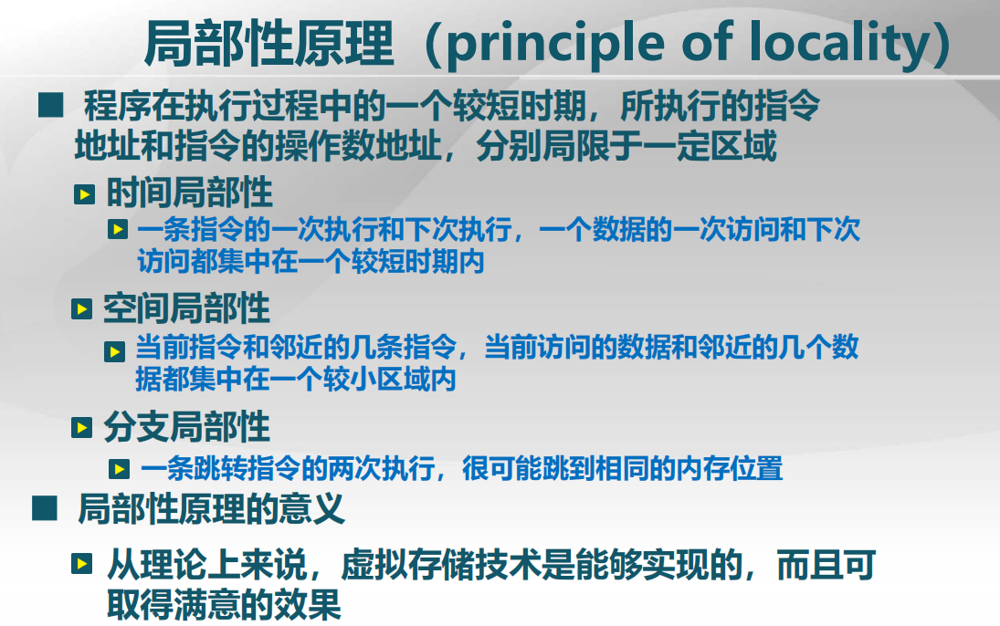 局部性原理（principle of locality）
程序在执行过程中的一个较短时期，所执行的指令
地址和指令的操作数地址，分别局限于一定区域
时间局部性
一条指令的一次执行和下次执行，一个数据的一次访问和下次
访问都集中在一个较短时期内
空间局部性
当前指令和邻近的几条指令，当前访问的数据和邻近的几个数
据都集中在一个较小区域内
分支局部性
一条跳转指令的两次执行，很可能跳到相同的内存位置
局部性原理的意义
从理论上来说，虚拟存储技术是能够实现的，而且可
取得满意的效果